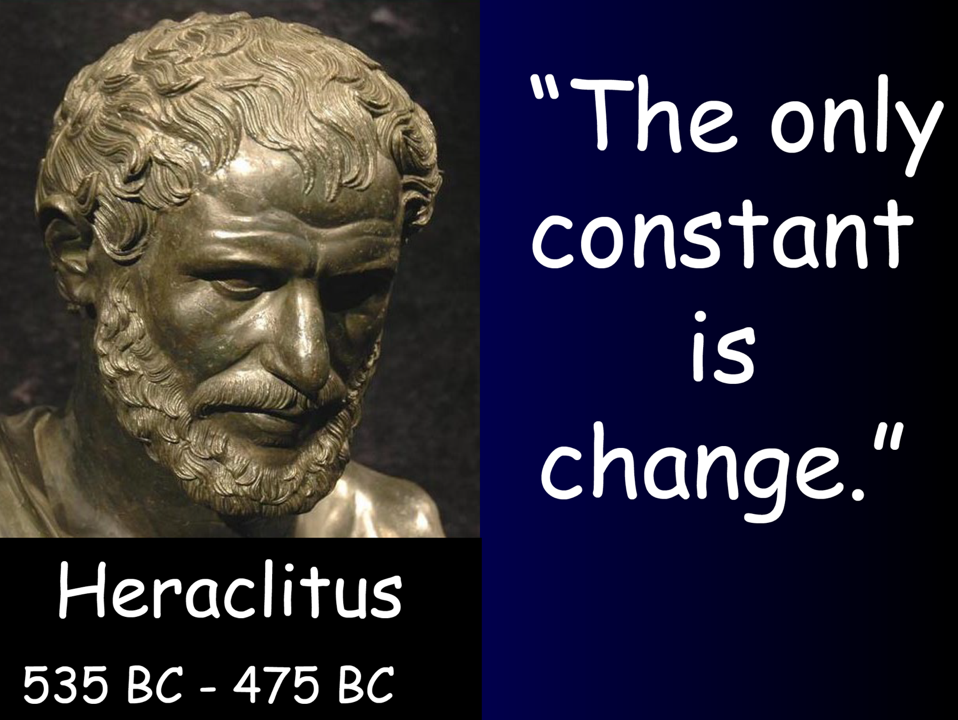 “The only
constant
is
change.”
Heraclitus
535 BC - 475 BC